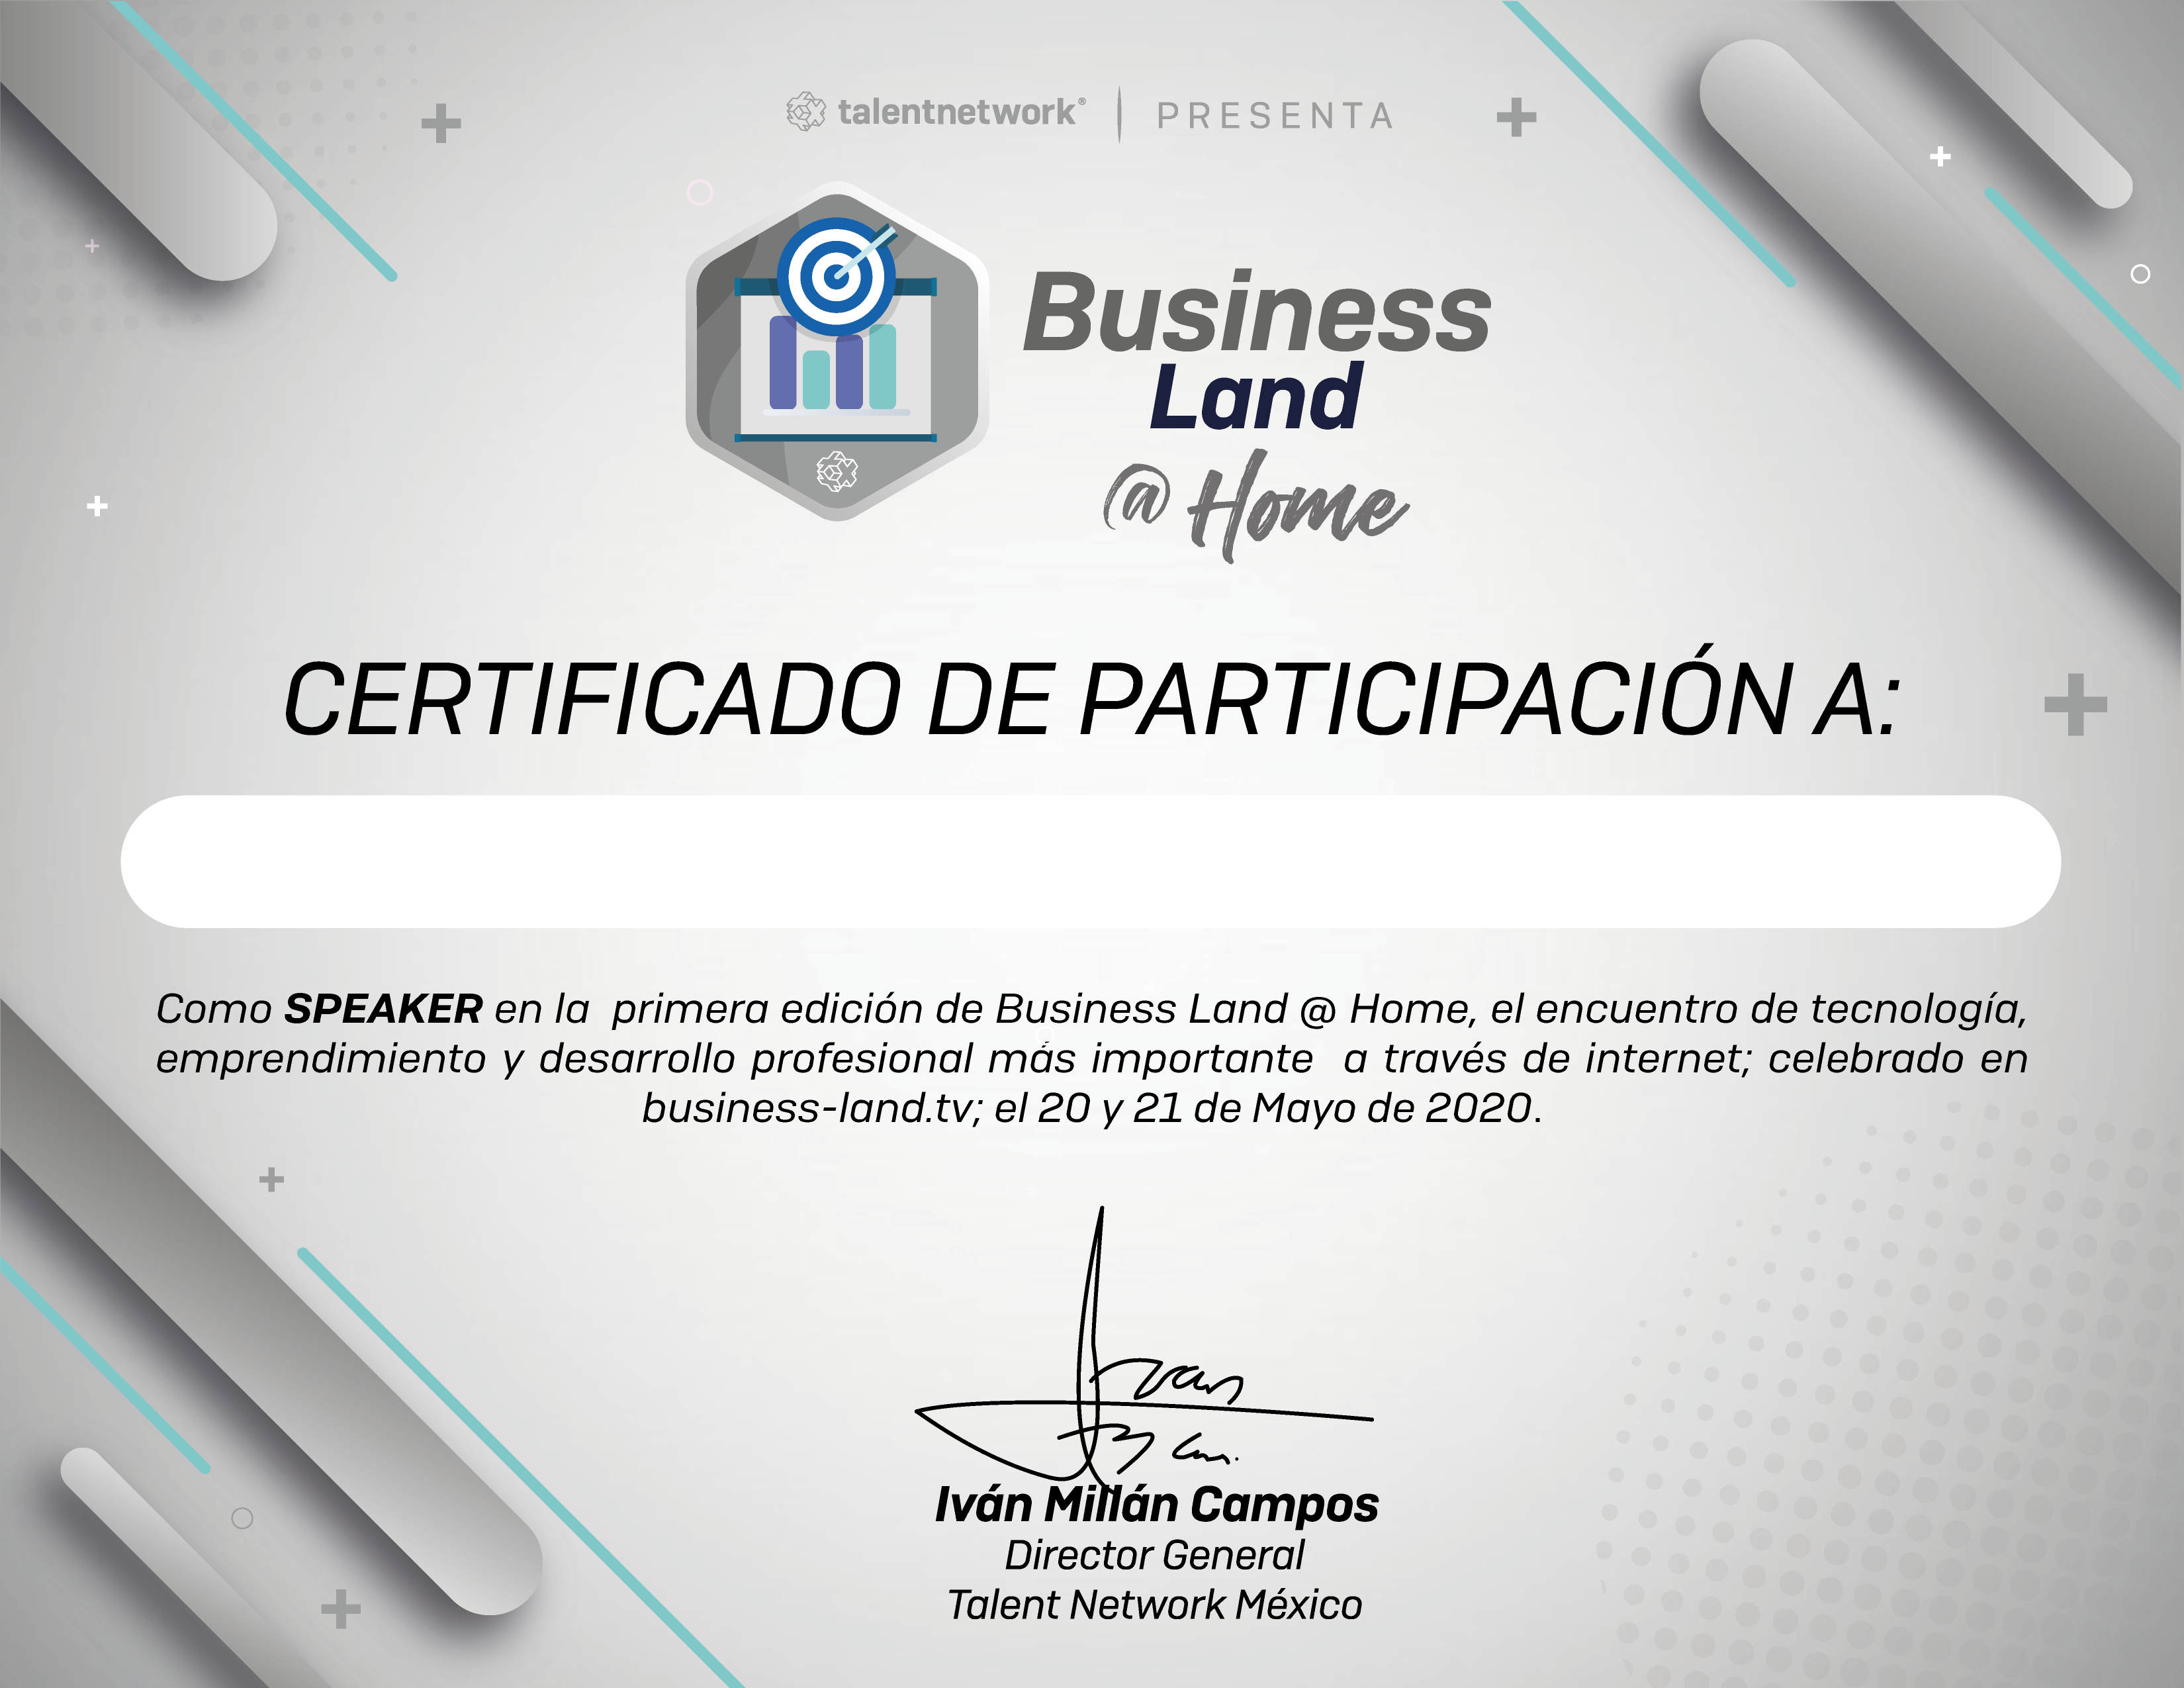 talentnetwork® | PRESENTA
Business
Land
@ Home
CERTIFICADO DE PARTICIPACIÓN A:
Como SPEAKER en la primera edición de Business Land @ Home, el encuentro de tecnología,
emprendimiento y desarrollo profesional más importante a través de internet; celebrado en
business-land.tv; el 20 y 21 de Mayo de 2020.
Iván Millán Campos
Director General
Talent Network México